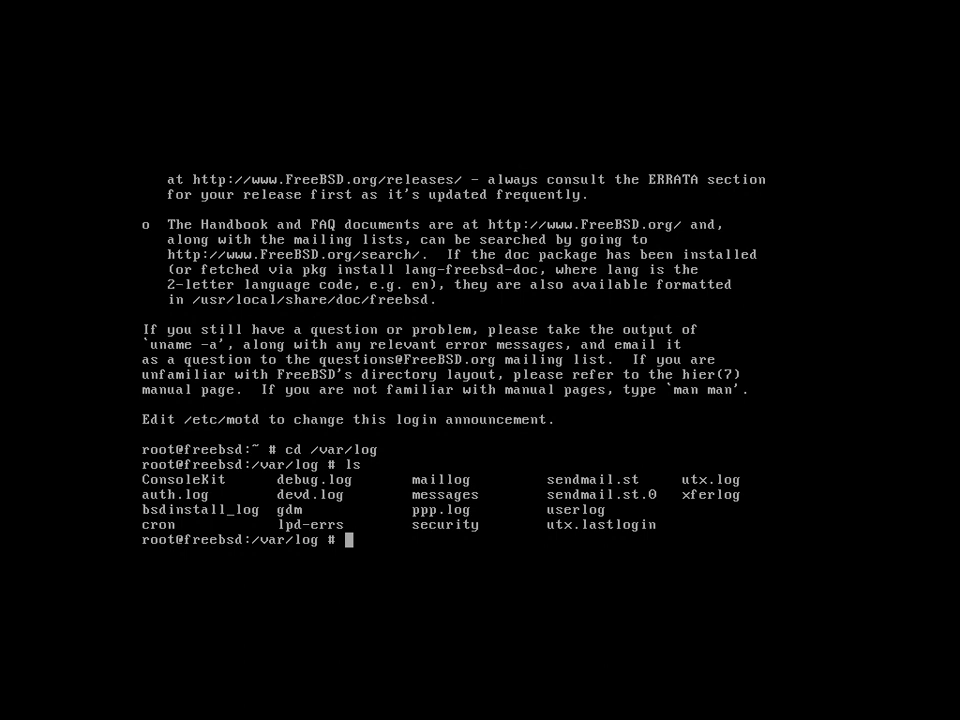 at http://www.FreeBSD.org/releases/ - always consult the ERRATA section
for your release first as it's updated frequently.
o  The Handbook and FAQ documents are at http://www.FreeBSD.org/ and,
along with the mailing lists, can be searched by going to
http://www.FreeBSD.org/search/.  If the doc package has been installed
(or fetched via pkg install lang-freebsd-doc, where lang is the
2-letter language code, e.g. en), they are also available formatted
in /usr/local/share/doc/freebsd.
If you still have a question or problem, please take the output of
`uname -a', along with any relevant error messages, and email it
as a question to the questions@FreeBSD.org mailing list.  If you are
unfamiliar with FreeBSD's directory layout, please refer to the hier(7)
manual page.  If you are not familiar with manual pages, type `man man'.
Edit /etc/motd to change this login announcement.
root@freebsd:~ # cd /var/log
root@freebsd:/var/log # ls
ConsoleKit      debug.log       maillog         sendmail.st     utx.log
auth.log        devd.log        messages        sendmail.st.0   xferlog
bsdinstall_log  gdm             ppp.log         userlog
cron            lpd-errs        security        utx.lastlogin
root@freebsd:/var/log #